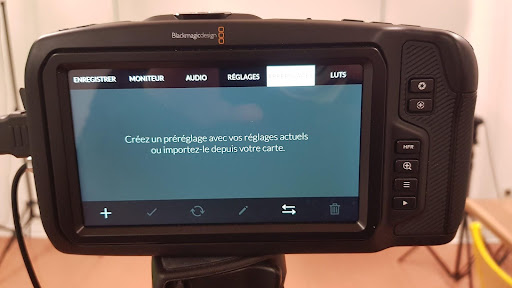 Blackmagicdesign
ENREGISTRER MONITEUR AUDIO RÉGLAGES LUTS
Créez un préréglage avec vos réglages actuels
ou importez-le depuis votre carte.
HFR